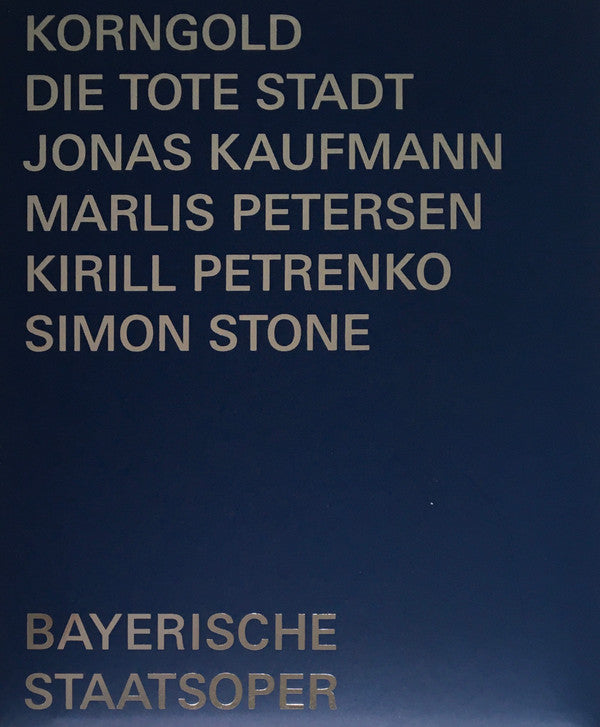 KORNGOLD
DIE TOTE STADT
JONAS KAUFMANN
MARLIS PETERSEN
KIRILL PETRENKO
SIMON STONE
BAYERISCHE
STAATSOPER